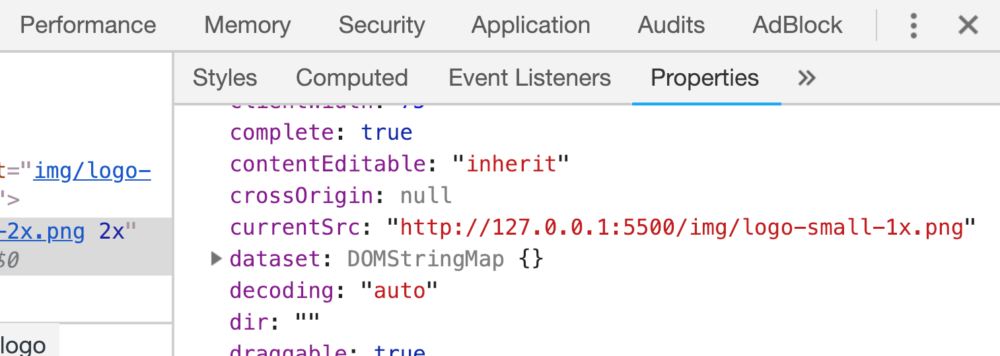 Performance Memory Security Application Audits AdBlock
Styles Computed Event Listeners Properties
complete: true
contentEditable: "inherit"
t="img/logo-
crossOrigin: null
">
currentSrc: "http://127.0.0.1:5500/img/logo-small-1x.png"
-2x.png 2x"
dataset: DOMStringMap {}
$0
decoding: "auto"
dir: ""
logo
draggable: true